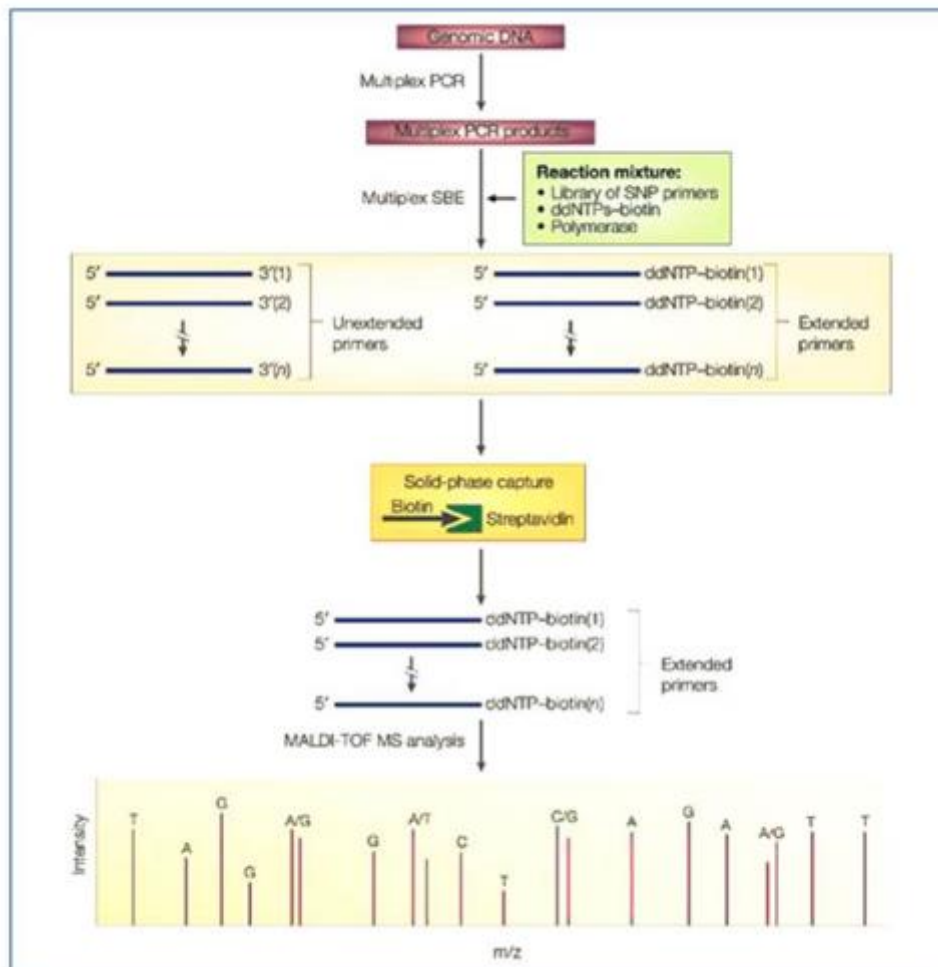 Genomic DNA
Multiplex PCR
Multiplex PCR products
Multiplex SBE
Reaction mixture:
• Library of SNP primers
• ddNTPs–biotin
• Polymerase
5′ 3′(1)
5′ 3′(2)
5′ 3′(n)
Unextended
primers
5′ ddNTP–biotin(1)
5′ ddNTP–biotin(2)
5′ ddNTP–biotin(n)
Extended
primers
Solid-phase capture
Biotin
Streptavidin
5′ ddNTP–biotin(1)
5′ ddNTP–biotin(2)
5′ ddNTP–biotin(n)
Extended
primers
MALDI-TOF MS analysis
Intensity
T A G G A/G G A/T C T C/G A G A A/G T T
m/z